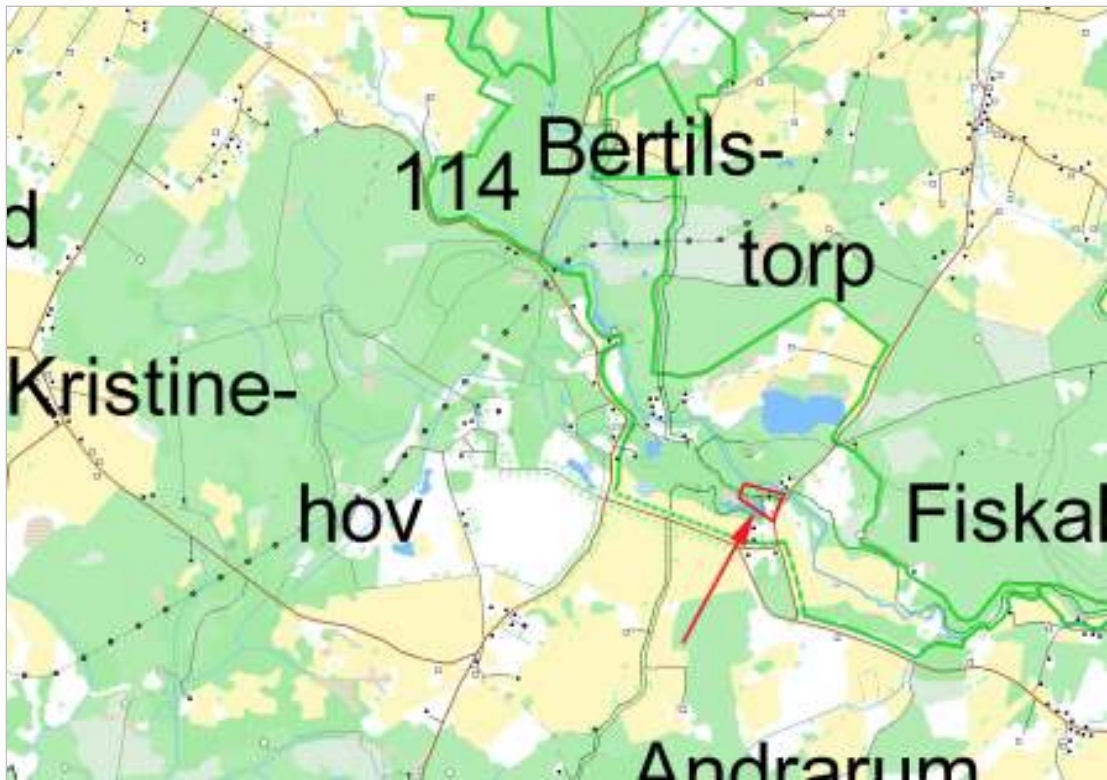 Bertils-
114
d
torp
Kristine-
hov
Fiskal
Andrarum